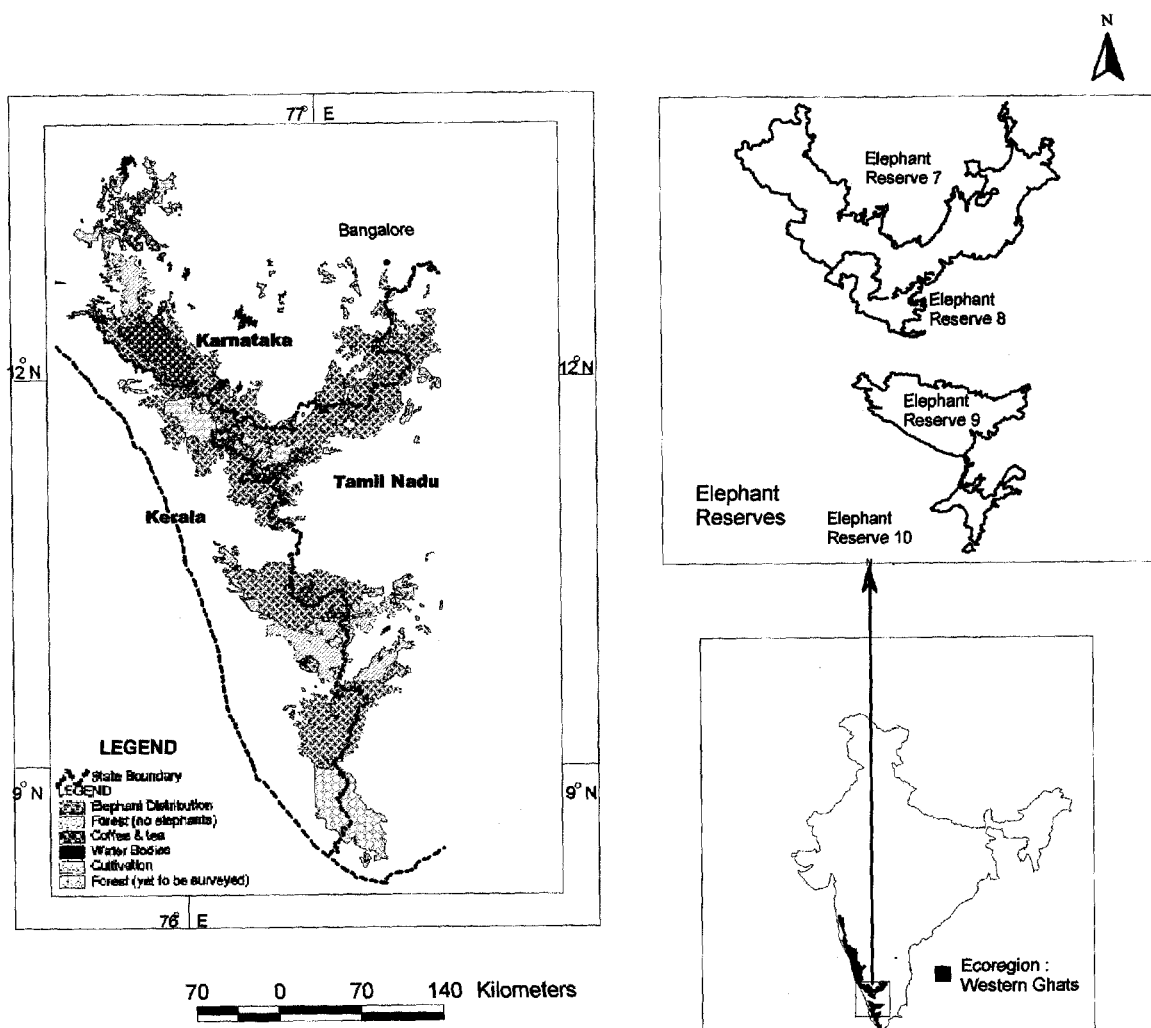 N
77° E
Bangalore
Karnataka
12 N
12° N
Tamil Nadu
Kerala
LEGEND
State Boundary
LEGEND
Elephant Distribution
Forest (no elephants)
Coffee & tea
Water Bodies
Cultivation
Forest (yet to be surveyed)
9° N
9° N
76° E
70 0 70 140 Kilometers
Elephant
Reserve 7
Elephant
Reserve 8
Elephant
Reserve 9
Elephant
Reserves
Elephant
Reserve 10
Ecoregion :
Western Ghats